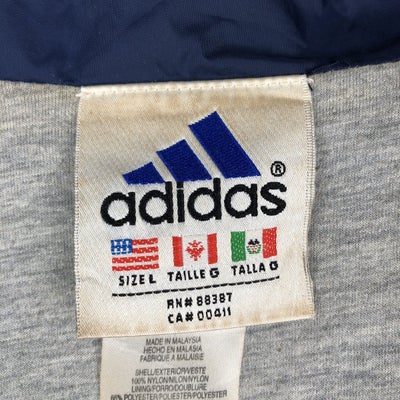 adidas®
SIZE L TAILLE G TALLA G
RN# 88387
CA# 00411
MADE IN MALAYSIA
HECHO EN MALASIA
FABRIQUE A MALAISIE
SHELL/EXTERIOR/VESTE
100% NYLON/NILON/NYLON
LINING/FORRO/DOUBLURE